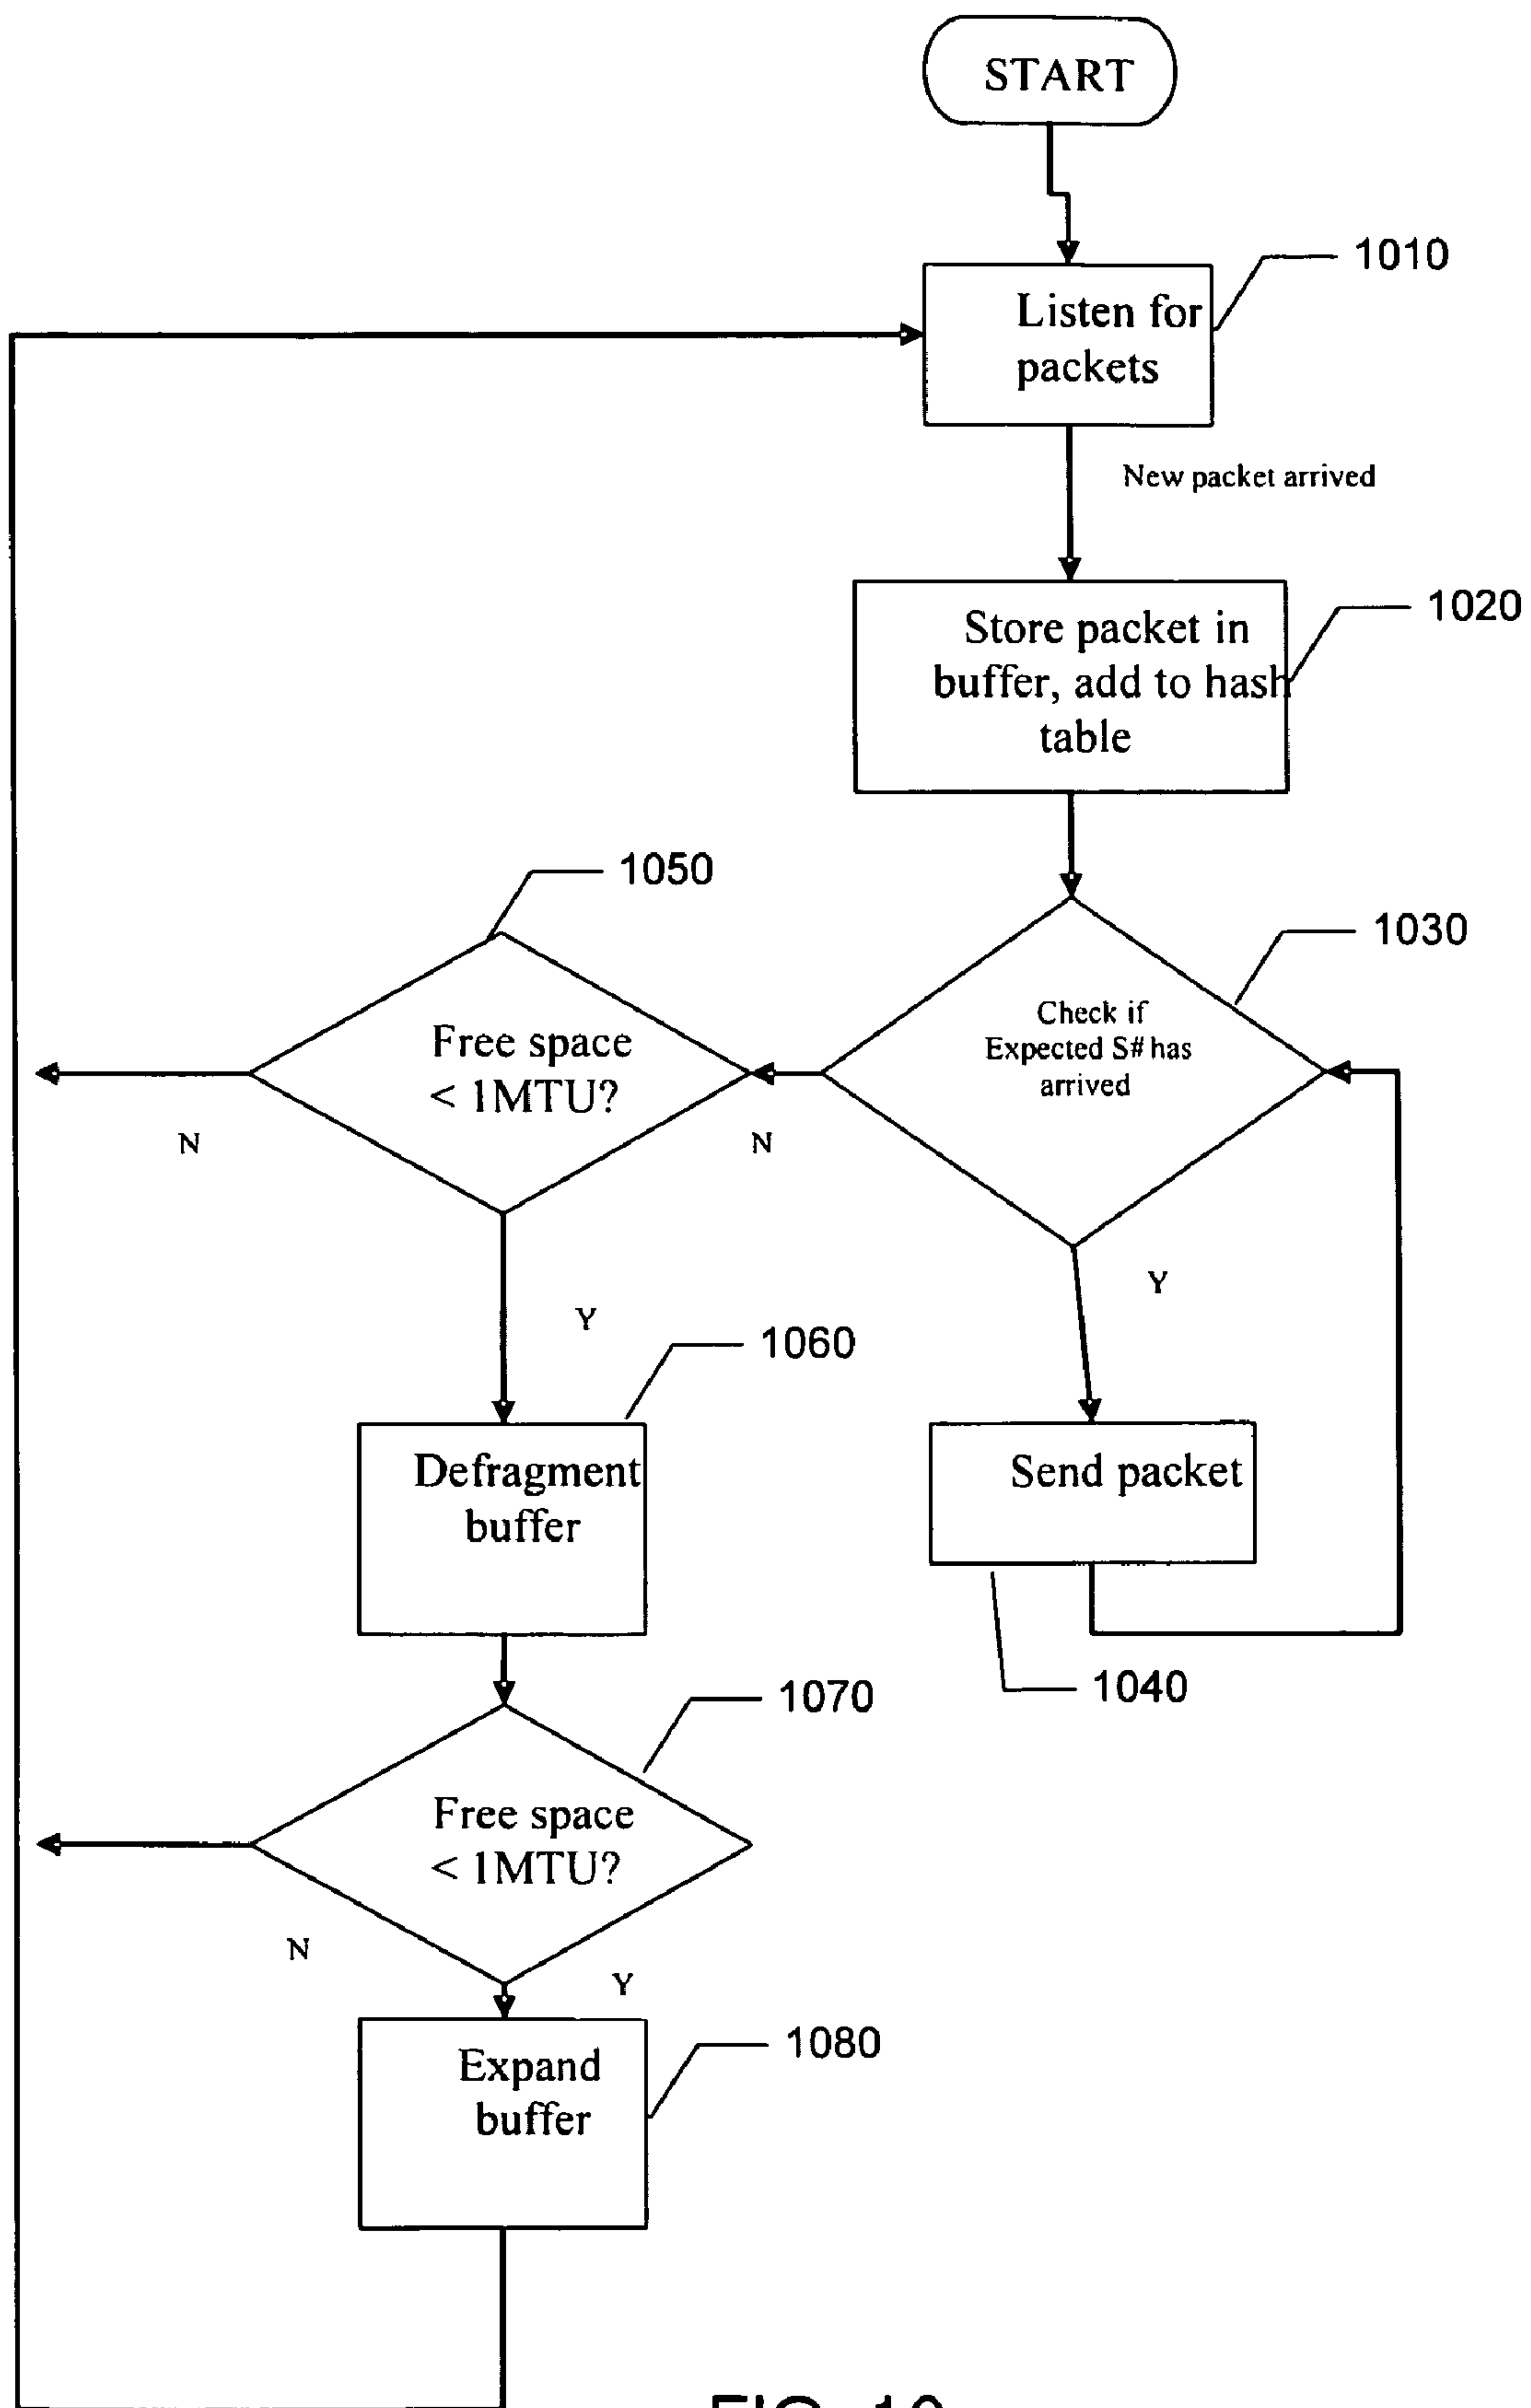 START
1010
Listen for
packets
New packet arrived
1020
Store packet in
buffer, add to hash
table
1050
1030
Check if
Expected S# has
arrived
Free space
< 1MTU?
N
N
Y
Y
1060
Defragment
buffer
Send packet
1040
1070
Free space
< 1MTU?
N
Y
1080
Expand
buffer